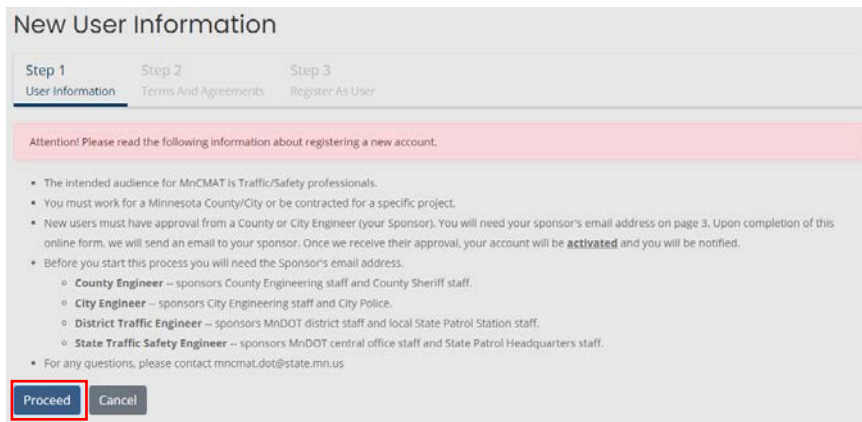 New User Information
Step 1
User Information
Step 2
Terms And Agreements
Step 3
Register As User
Attention! Please read the following information about registering a new account.
• The intended audience for MnCMAT is Traffic/Safety professionals.
• You must work for a Minnesota County/City or be contracted for a specific project.
• New users must have approval from a County or City Engineer (your Sponsor). You will need your sponsor's email address on page 3. Upon completion of this
online form, we will send an email to your sponsor. Once we receive their approval, your account will be activated and you will be notified.
• Before you start this process you will need the Sponsor's email address.
County Engineer -- sponsors County Engineering staff and County Sheriff staff.
City Engineer -- sponsors City Engineering staff and City Police.
District Traffic Engineer -- sponsors MnDOT district staff and local State Patrol Station staff.
State Traffic Safety Engineer -- sponsors MnDOT central office staff and State Patrol Headquarters staff.
• For any questions, please contact mncmat.dot@state.mn.us
Proceed Cancel